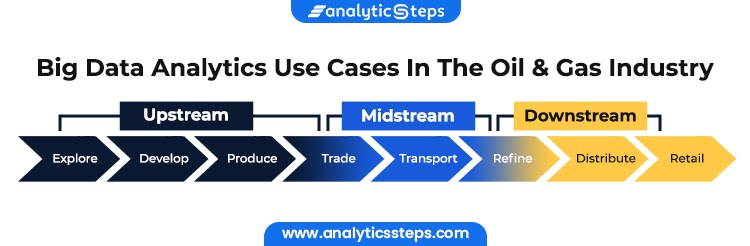 analyticSteps
Big Data Analytics Use Cases In The Oil & Gas Industry
Upstream
Midstream
Downstream
Explore
Develop
Produce
Trade
Transport
Refine
Distribute
Retail
www.analyticssteps.com